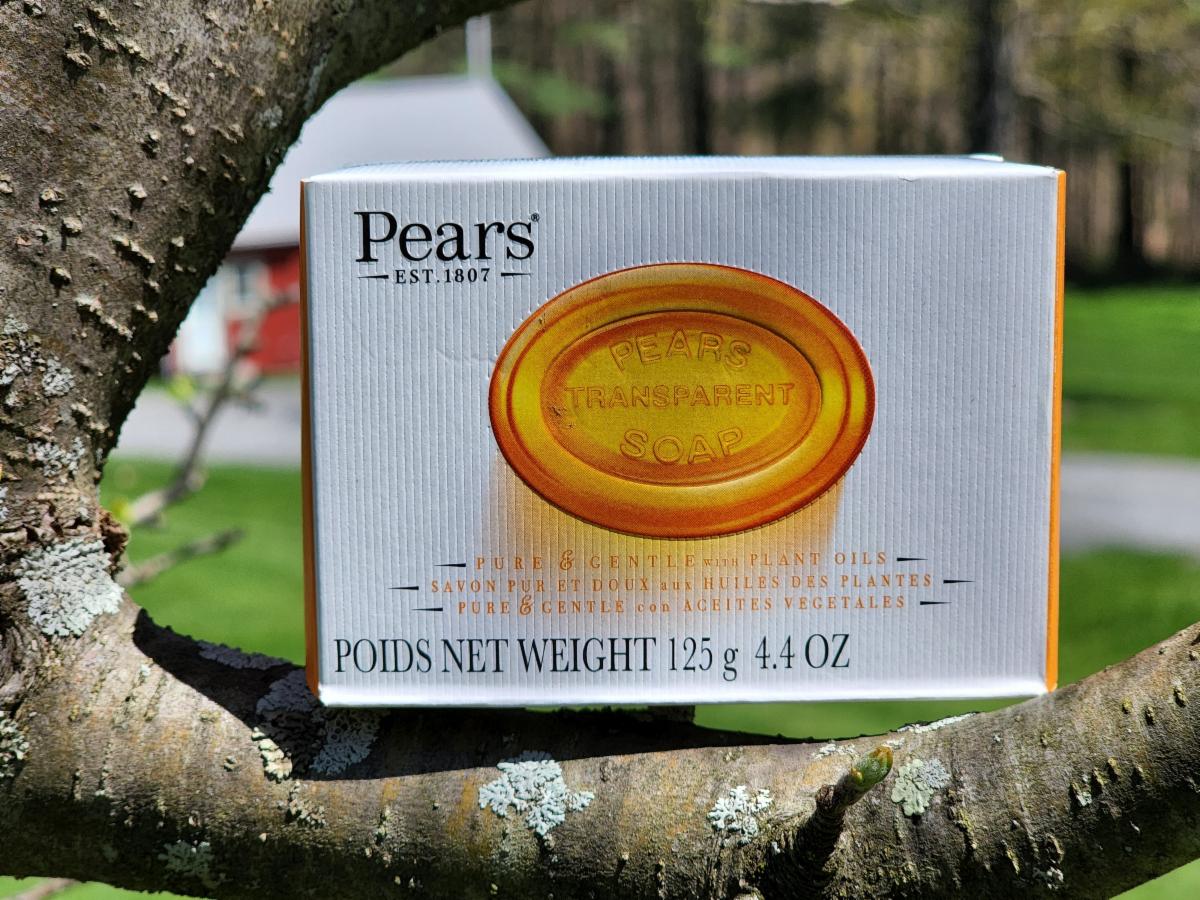 Pears®
EST.1807
PEARS
TRANSPARENT
SOAP
PURE & GENTLE WITH PLANT OILS
SAVON PUR ET DOUX aux HUILES DES PLANTES
PURE & GENTLE con ACEITES VEGETALES
POIDS NET WEIGHT 125 g 4.4 OZ